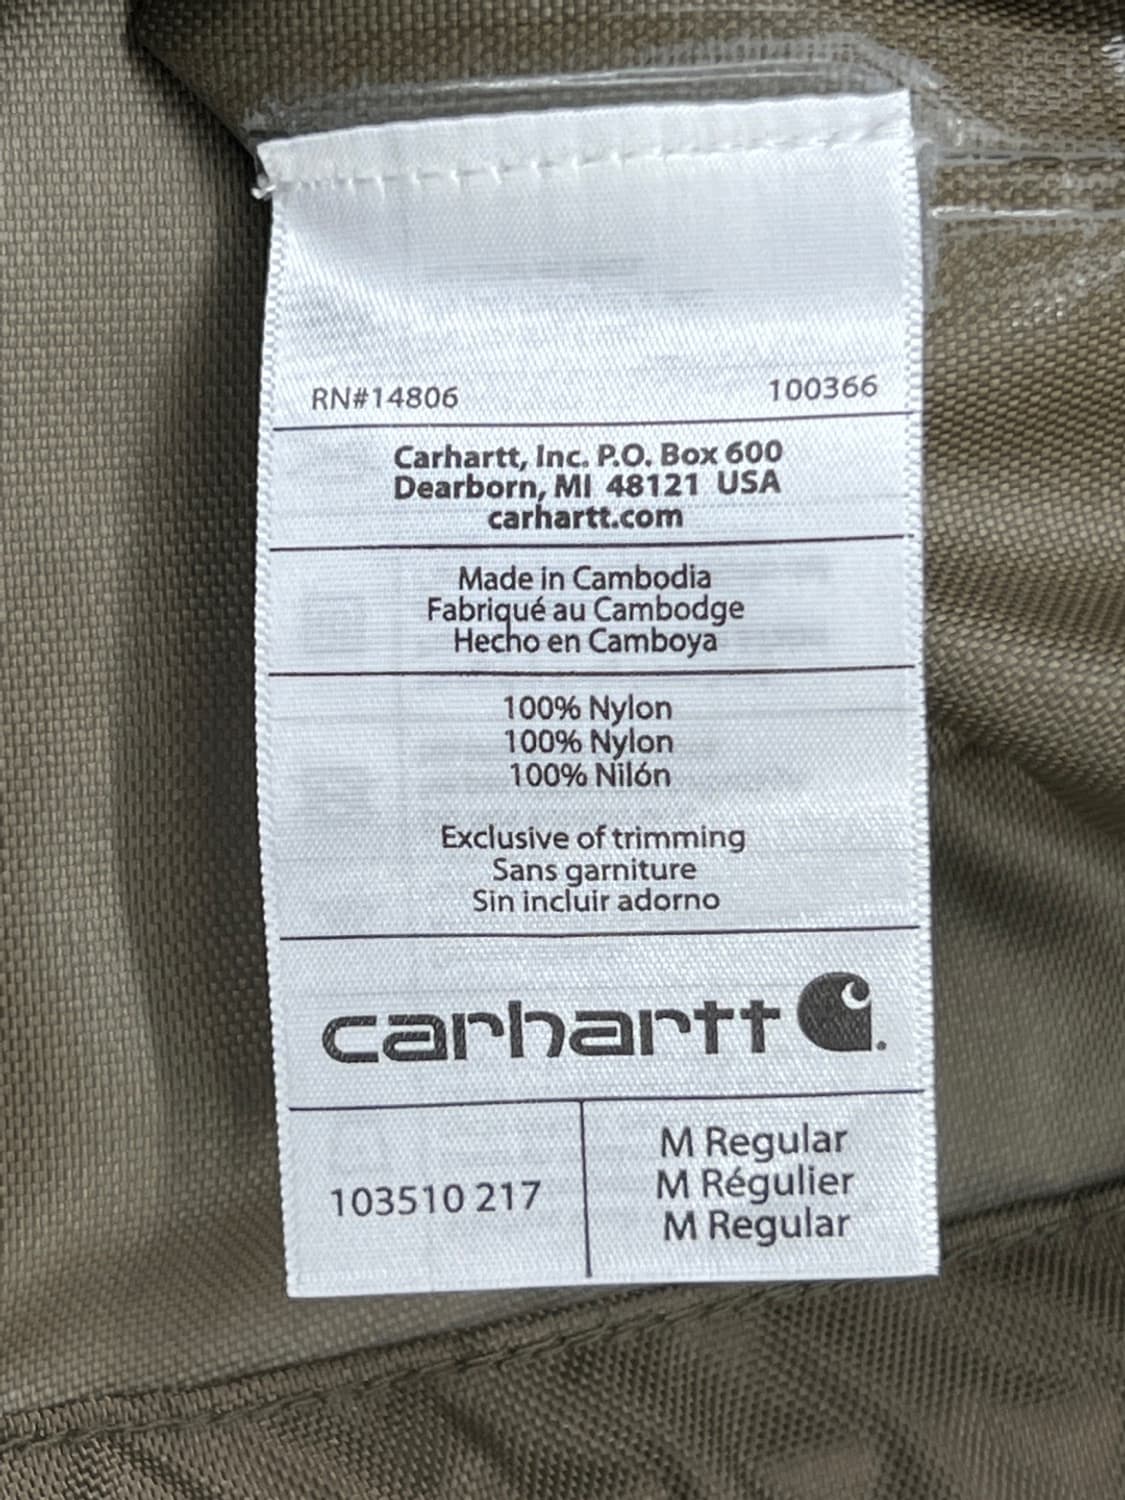 RN#14806 100366
Carhartt, Inc. P.O. Box 600
Dearborn, MI 48121 USA
carhartt.com
Made in Cambodia
Fabriqué au Cambodge
Hecho en Camboya
100% Nylon
100% Nylon
100% Nilón
Exclusive of trimming
Sans garniture
Sin incluir adorno
carhartt
103510 217
M Regular
M Régulier
M Regular